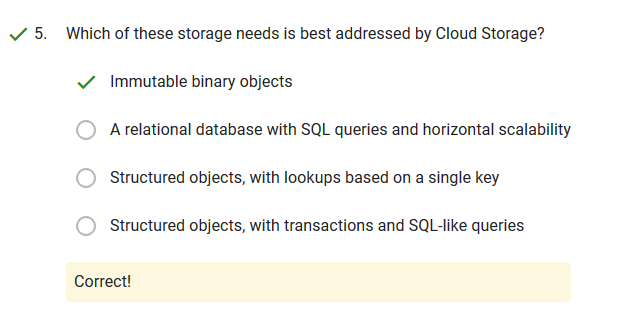 5. Which of these storage needs is best addressed by Cloud Storage?
Immutable binary objects
A relational database with SQL queries and horizontal scalability
Structured objects, with lookups based on a single key
Structured objects, with transactions and SQL-like queries
Correct!